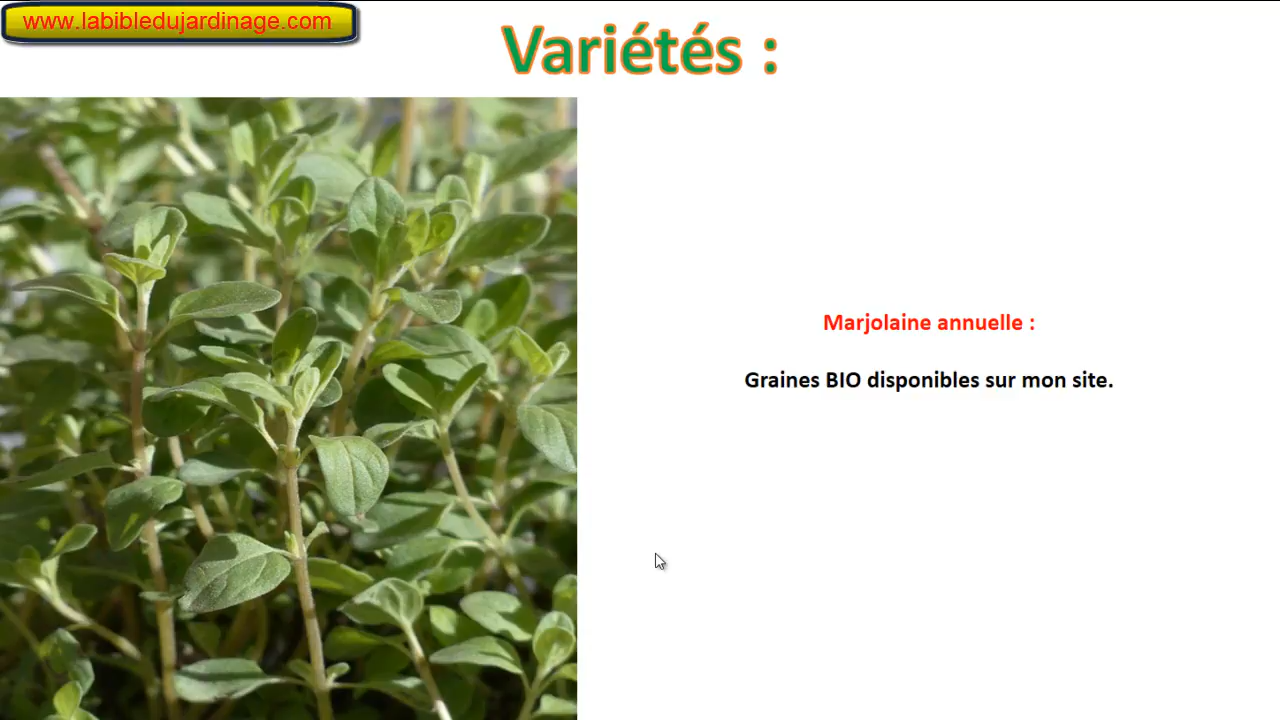 www.labibledujardinage.com
Variétés :
Marjolaine annuelle :
Graines BIO disponibles sur mon site.